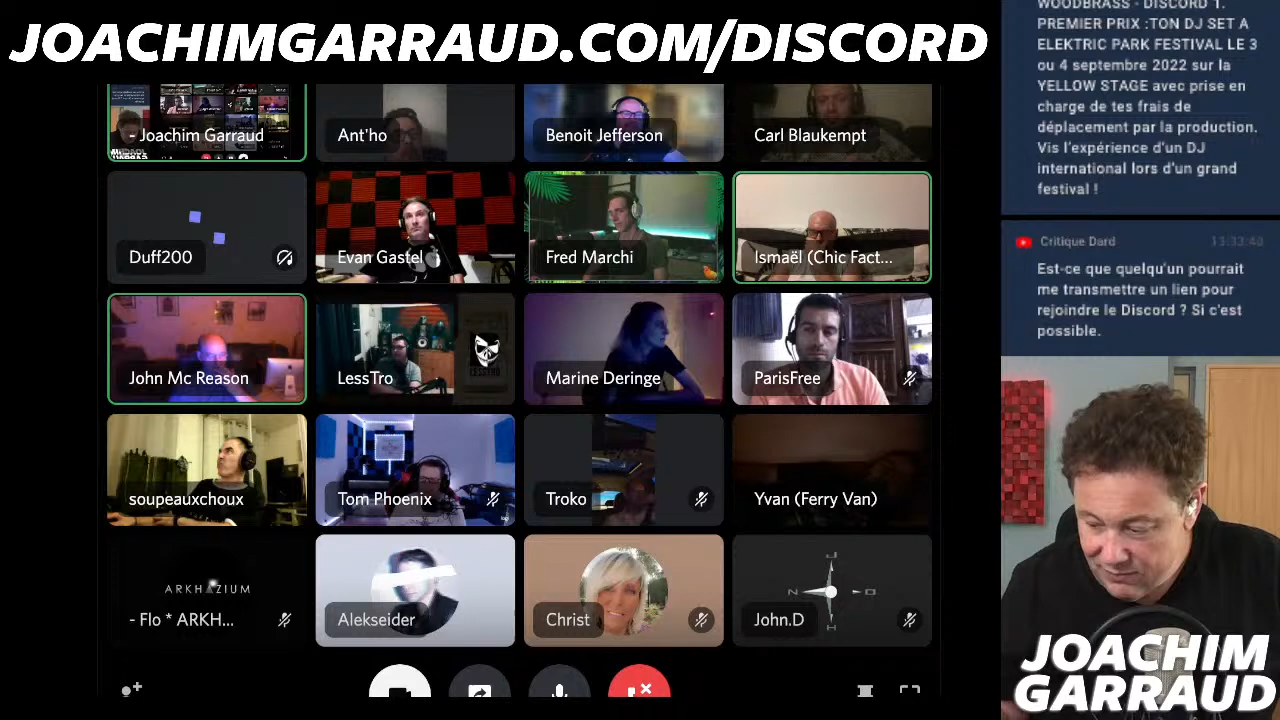 JOACHIMGARRAUD.COM/DISCORD
WOODBRASS - DISCORD 1.
PREMIER PRIX :TON DJ SET A
ELEKTRIC PARK FESTIVAL LE 3
ou 4 septembre 2022 sur la
YELLOW STAGE avec prise en
charge de tes frais de
déplacement par la production.
Vis l'expérience d'un DJ
international lors d'un grand
festival !
- Joachim Garraud
Ant'ho
Benoit Jefferson
Carl Blaukempt
Duff200
Evan Gastel
Fred Marchi
Ismaël (Chic Fact...
Critique Dard
13:33:40
Est-ce que quelqu'un pourrait
me transmettre un lien pour
rejoindre le Discord ? Si c'est
possible.
John Mc Reason
LessTro
LESSTRO
Marine Deringe
ParisFree
soupeauxchoux
Tom Phoenix
Troko
Yvan (Ferry Van)
ARKHAZIUM
- Flo * ARKH...
Alekseider
Christ
N
John.D
JOACHIM
GARRAUD